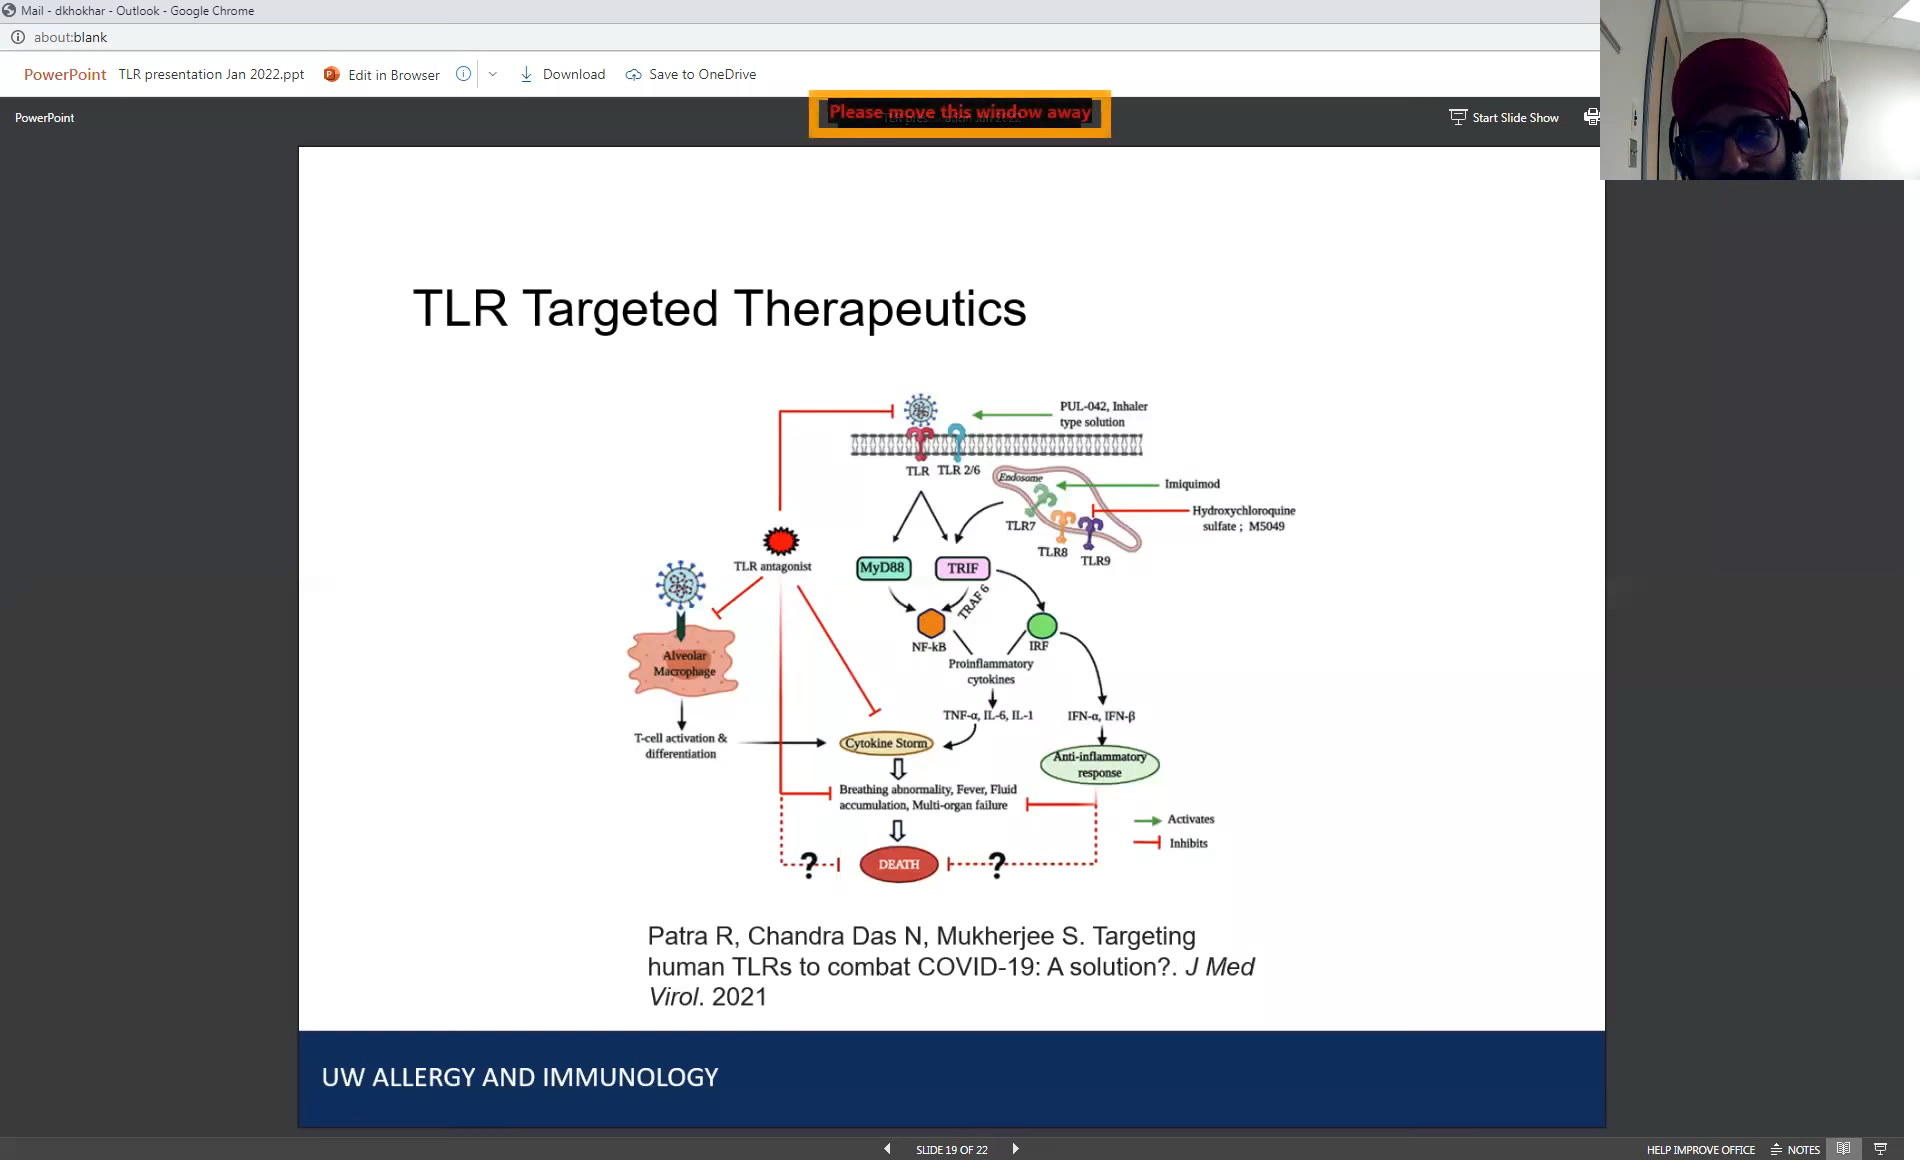 Mail - dkhokhar - Outlook - Google Chrome
about:blank
PowerPoint TLR presentation Jan 2022.ppt Edit in Browser Download Save to OneDrive
Please move this window away
PowerPoint
Start Slide Show
TLR Targeted Therapeutics
PUL-042, Inhaler
type solution
TLR TLR 2/6
Endosome
Imiquimod
TLR7
Hydroxychloroquine
sulfate ; M5049
TLR8
TLR9
TLR antagonist
MyD88
TRIF
TRAF 6
NF-kB
IRF
Alveolar
Macrophage
Proinflammatory
cytokines
TNF-α, IL-6, IL-1
IFN-α, IFN-β
T-cell activation &
differentiation
Cytokine Storm
Anti-inflammatory
response
Breathing abnormality, Fever, Fluid
accumulation, Multi-organ failure
Activates
Inhibits
?
DEATH
?
Patra R, Chandra Das N, Mukherjee S. Targeting
human TLRs to combat COVID-19: A solution?. J Med
Virol. 2021
UW ALLERGY AND IMMUNOLOGY
SLIDE 19 OF 22
HELP IMPROVE OFFICE NOTES